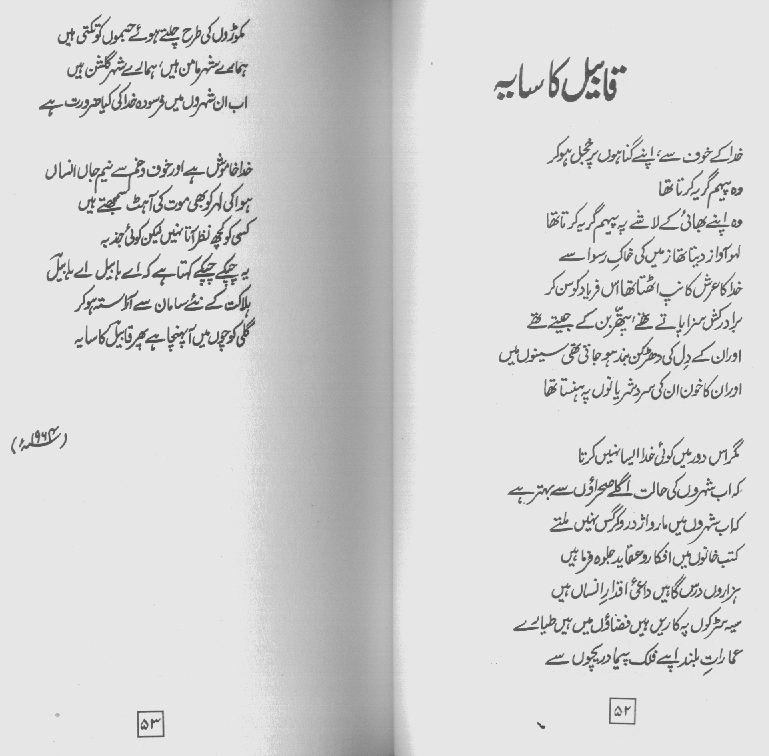 قابیل کا سایہ
خدا کے خوف سے، اپنے گناہوں پر خجل ہو کر
وہ پیہم گریہ کرتا تھا
وہ اپنے بھائی کے لاشے پہ پیہم گریہ کرتا تھا
لہو آواز دیتا تھا زمیں کی خاکِ رسوا سے
خدا کا عرش کانپ اٹھتا تھا اس فریاد کو سن کر
برادر کش سزا پاتے تھے، پتھر بن کے جیتے تھے
اور ان کے دل کی دھڑکن بند ہو جاتی تھی سینوں میں
اور ان کا خون ان کی سرد شریانوں پہ ہنستا تھا
مگر اس دور میں کوئی خدا ایسا نہیں کرتا
کہ اب شہروں کی حالت اگلے صحراؤں سے بہتر ہے
کہ اب شہروں میں مار و اژدر و کرگس نہیں ملتے
کتب خانوں میں افکار و عقاید جلوہ فرما ہیں
ہزاروں درس گاہیں داعیٔ اقدارِ انساں ہیں
سیہ سڑکوں پہ کاریں ہیں فضاؤں میں ہیں طیارے
عماراتِ بلند اپنے فلک پیما دریچوں سے
۵۲
مکوڑوں کی طرح چلتے ہوئے جسموں کو تکتی ہیں
ہمارے شہر مامن ہیں، ہمارے شہر گلشن ہیں
اب ان شہروں میں فرسودہ خدا کی کیا ضرورت ہے
خدا خاموش ہے اور خوف و غم سے نیم جاں انساں
ہوا کی لہر کو بھی موت کی آہٹ سمجھتے ہیں
کسی کو کچھ نظر آتا نہیں لیکن کوئی جذبہ
یہ چپکے چپکے کہتا ہے کہ اے ہابیل اے ہابیل
ہلاکت کے نئے سامان سے آراستہ ہو کر
گلی کوچوں میں آ پہنچا ہے پھر قابیل کا سایہ
(۱۹۶۴ء)
۵۳